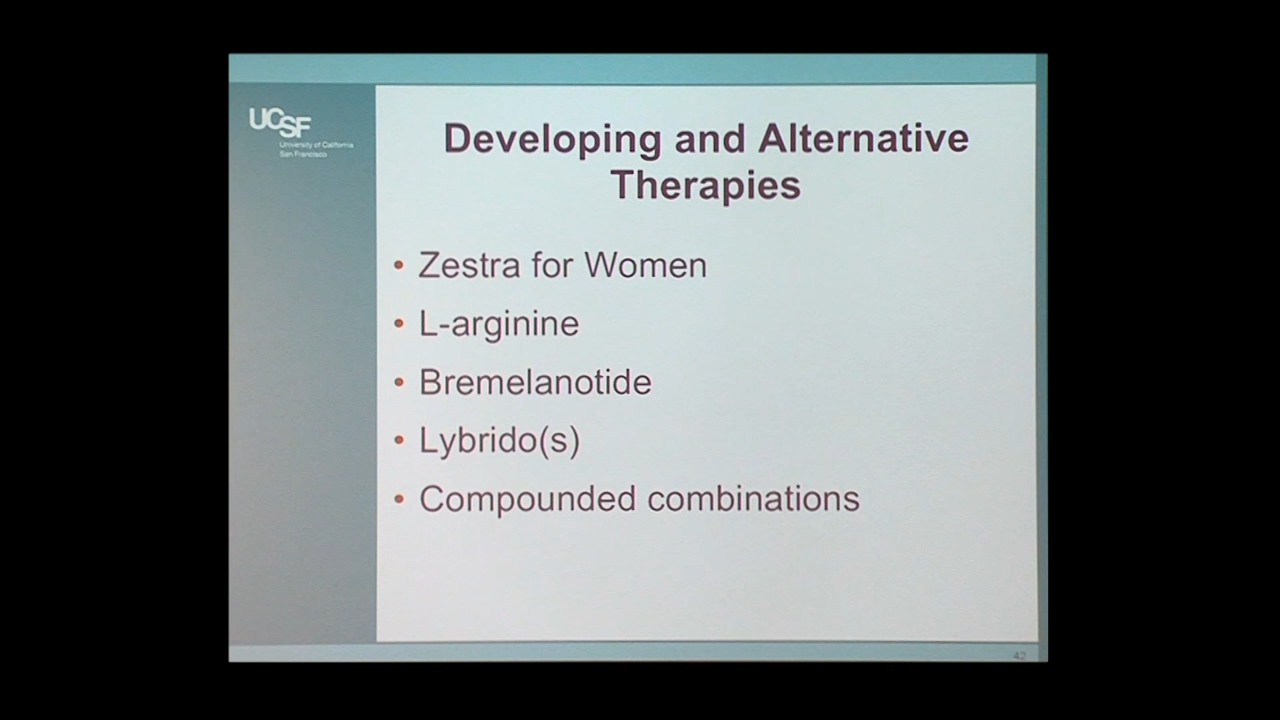 UCSF
University of California
San Francisco
Developing and Alternative
Therapies
• Zestra for Women
• L-arginine
• Bremelanotide
• Lybrido(s)
• Compounded combinations
42